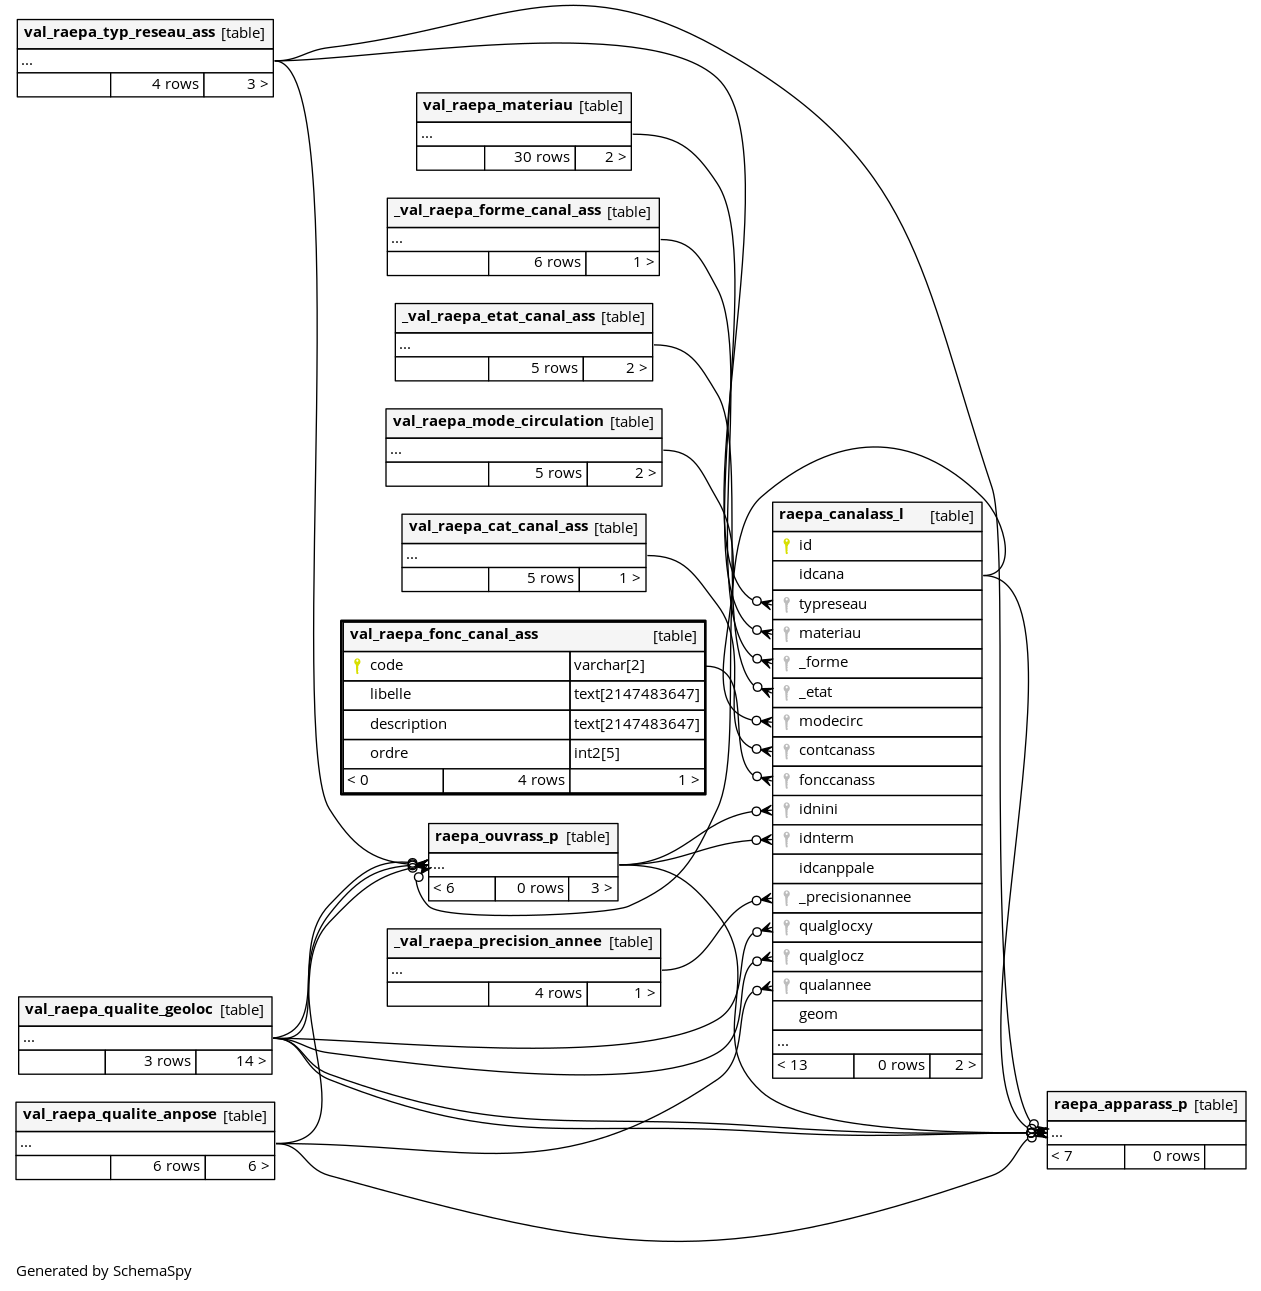 val_raepa_typ_reseau_ass [table]
...
4 rows 3 >
val_raepa_materiau [table]
...
30 rows 2 >
_val_raepa_forme_canal_ass [table]
...
6 rows 1 >
_val_raepa_etat_canal_ass [table]
...
5 rows 2 >
val_raepa_mode_circulation [table]
...
5 rows 2 >
val_raepa_cat_canal_ass [table]
...
5 rows 1 >
val_raepa_fonc_canal_ass [table]
code varchar[2]
libelle text[2147483647]
description text[2147483647]
ordre int2[5]
< 0 4 rows 1 >
raepa_ouvrass_p [table]
...
< 6 0 rows 3 >
_val_raepa_precision_annee [table]
...
4 rows 1 >
val_raepa_qualite_geoloc [table]
...
3 rows 14 >
val_raepa_qualite_anpose [table]
...
6 rows 6 >
raepa_canalass_l [table]
id
idcana
typreseau
materiau
_forme
_etat
modecirc
contcanass
fonccanass
idnini
idnterm
idcanppale
_precisionannee
qualglocxy
qualglocz
qualannee
geom
...
< 13 0 rows 2 >
raepa_apparass_p [table]
...
< 7 0 rows
Generated by SchemaSpy